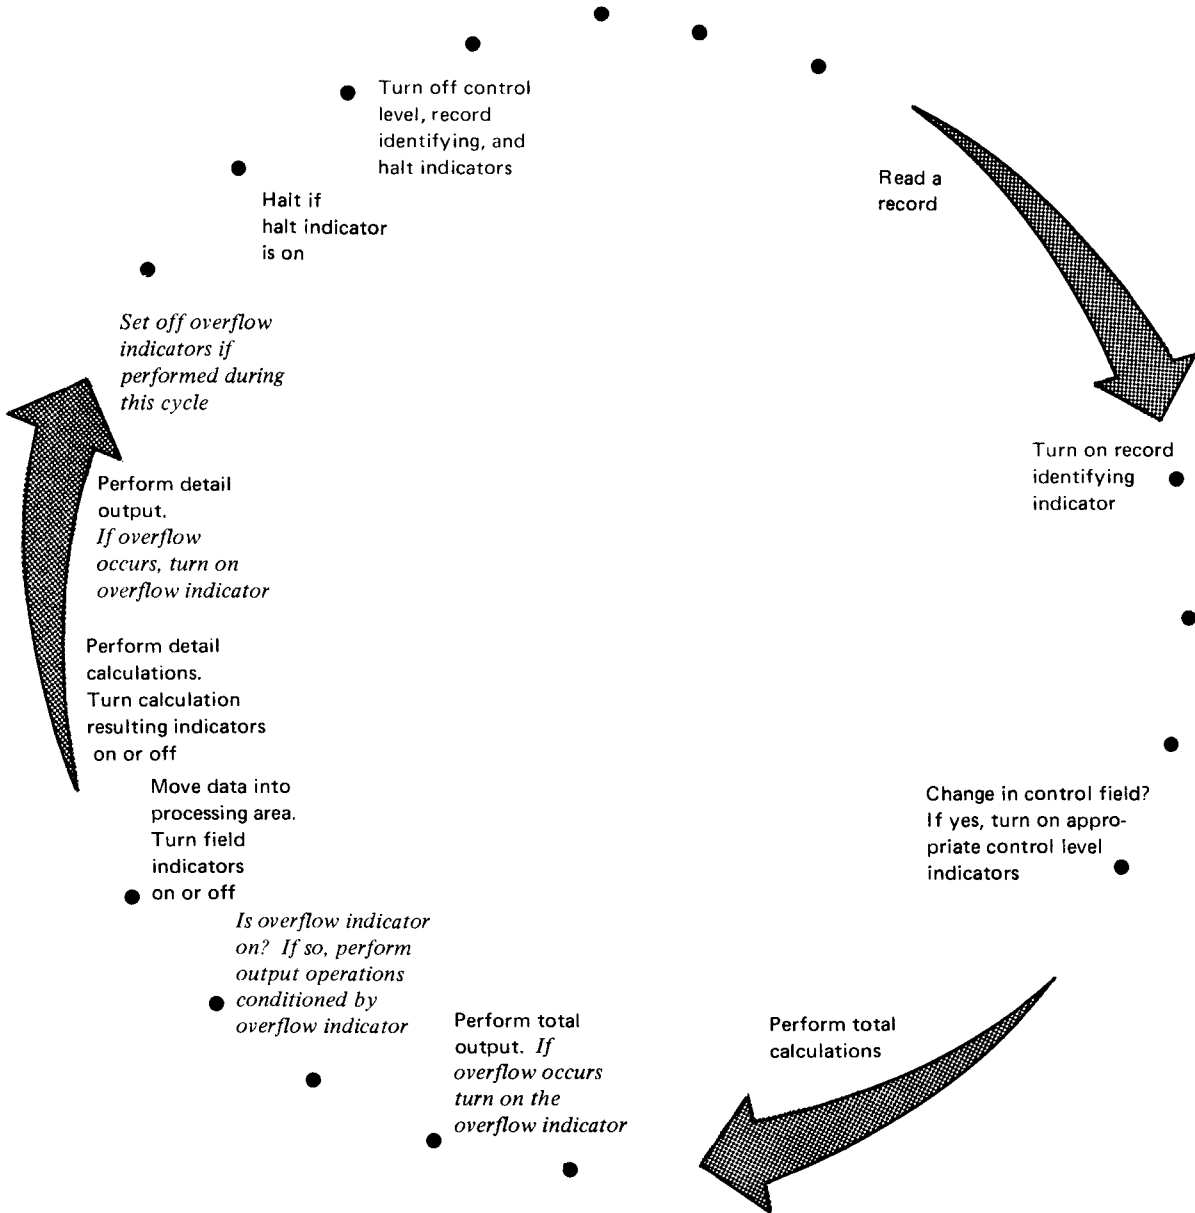 Turn off control
level, record
identifying, and
halt indicators
Read a
record
Halt if
halt indicator
is on
Set off overflow
indicators if
performed during
this cycle
Turn on record
identifying
indicator
Perform detail
output.
If overflow
occurs, turn on
overflow indicator
Perform detail
calculations.
Turn calculation
resulting indicators
on or off
Move data into
processing area.
Turn field
indicators
on or off
Change in control field?
If yes, turn on appro-
priate control level
indicators
Is overflow indicator
on? If so, perform
output operations
conditioned by
overflow indicator
Perform total
output. If
overflow occurs
turn on the
overflow indicator
Perform total
calculations